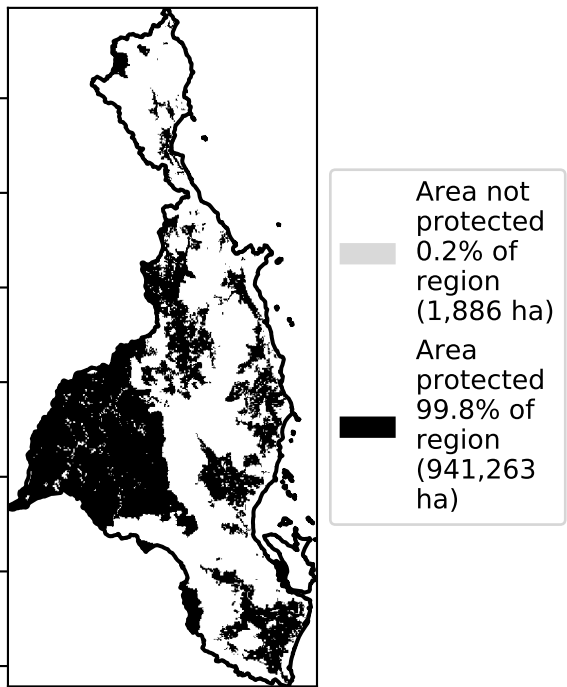 Area not
protected
0.2% of
region
(1,886 ha)
Area
protected
99.8% of
region
(941,263
ha)